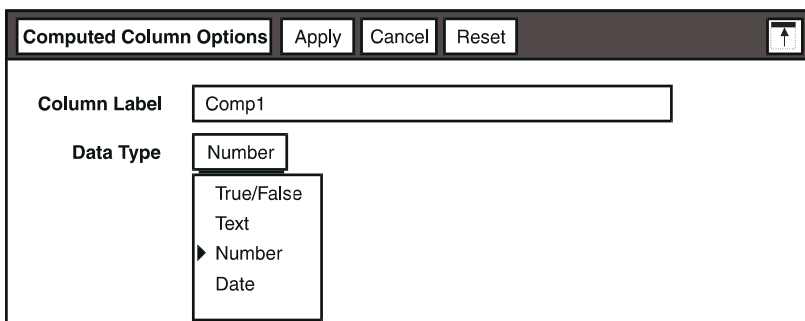 Computed Column Options Apply Cancel Reset
Column Label Comp1
Data Type Number
True/False
Text
Number
Date